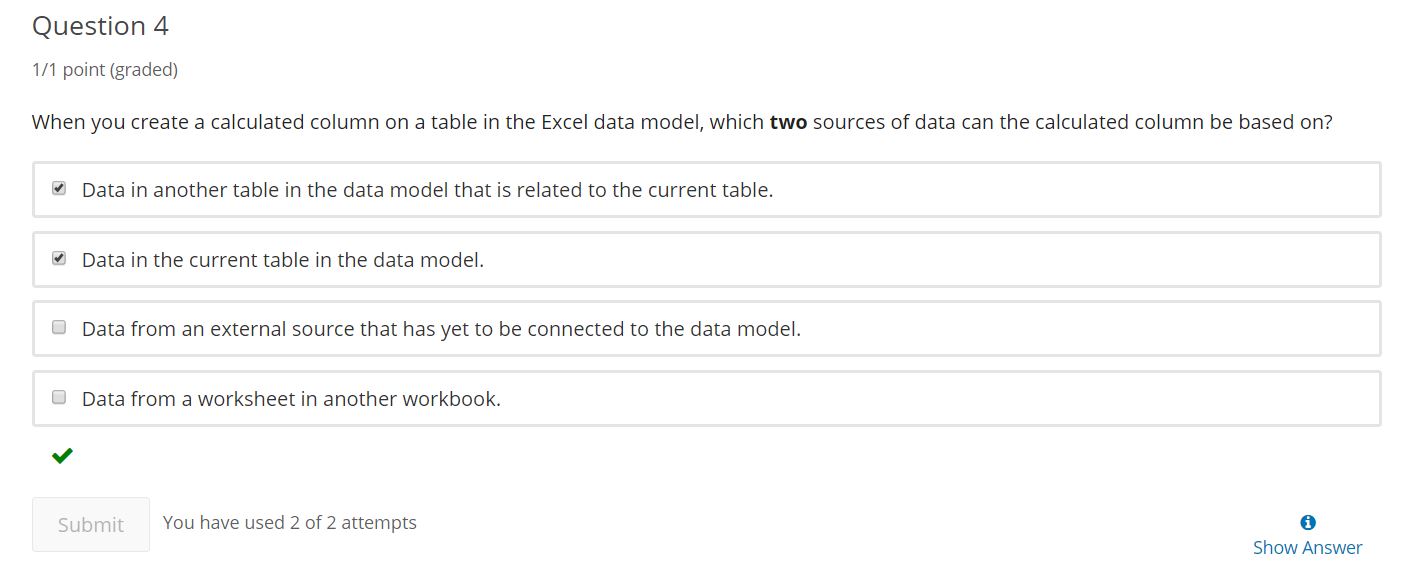 Question 4
1/1 point (graded)
When you create a calculated column on a table in the Excel data model, which two sources of data can the calculated column be based on?
Data in another table in the data model that is related to the current table.
Data in the current table in the data model.
Data from an external source that has yet to be connected to the data model.
Data from a worksheet in another workbook.
Submit You have used 2 of 2 attempts
Show Answer